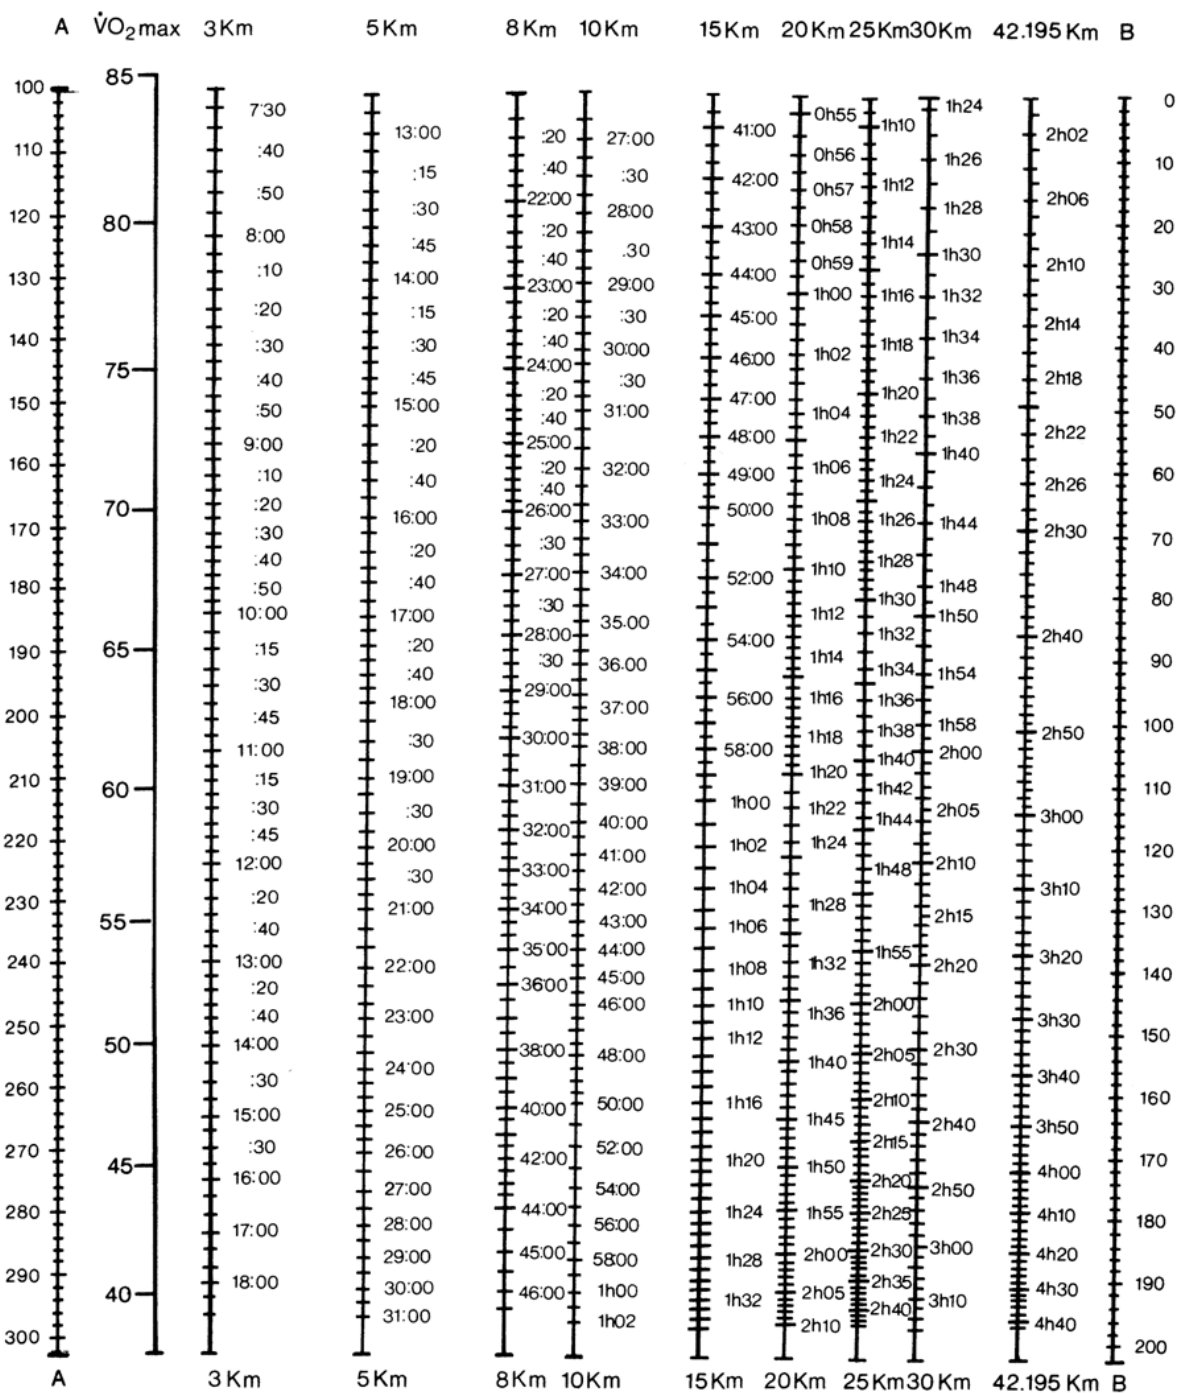 A V̇O2max 3Km 5Km 8Km 10Km 15Km 20Km 25Km 30Km 42.195Km B
100
110
120
130
140
150
160
170
180
190
200
210
220
230
240
250
260
270
280
290
300
85
80
75
70
65
60
55
50
45
40
7'30
:40
:50
8:00
:10
:20
:30
:40
:50
9:00
:10
:20
:30
:40
:50
10:00
:15
:30
:45
11:00
:15
:30
:45
12:00
:20
:40
13:00
:20
:40
14:00
:30
15:00
:30
16:00
17:00
18:00
13:00
:15
:30
:45
14:00
:15
:30
:45
15:00
:20
:40
16:00
:20
:40
17:00
:20
:40
18:00
:30
19:00
:30
20:00
:30
21:00
22:00
23:00
24:00
25:00
26:00
27:00
28:00
29:00
30:00
31:00
:20
:40
22:00
:20
:40
23:00
:20
:40
24:00
:20
:40
25:00
:20
:40
26:00
:30
27:00
:30
28:00
:30
29:00
30:00
31:00
32:00
33:00
34:00
35:00
36:00
38:00
40:00
42:00
44:00
45:00
46:00
27:00
:30
28:00
:30
29:00
:30
30:00
:30
31:00
32:00
33:00
34:00
35:00
36:00
37:00
38:00
39:00
40:00
41:00
42:00
43:00
44:00
45:00
46:00
48:00
50:00
52:00
54:00
56:00
58:00
1h00
1h02
41:00
42:00
43:00
44:00
45:00
46:00
47:00
48:00
49:00
50:00
52:00
54:00
56:00
58:00
1h00
1h02
1h04
1h06
1h08
1h10
1h12
1h16
1h20
1h24
1h28
1h32
0h55
0h56
0h57
0h58
0h59
1h00
1h02
1h04
1h06
1h08
1h10
1h12
1h14
1h16
1h18
1h20
1h22
1h24
1h28
1h32
1h36
1h40
1h45
1h50
1h55
2h00
2h05
2h10
1h10
1h12
1h14
1h16
1h18
1h20
1h22
1h24
1h26
1h28
1h30
1h32
1h34
1h36
1h38
1h40
1h42
1h44
1h48
1h55
2h00
2h05
2h10
2h15
2h20
2h25
2h30
2h35
2h40
1h24
1h26
1h28
1h30
1h32
1h34
1h36
1h38
1h40
1h44
1h48
1h50
1h54
1h58
2h00
2h05
2h10
2h15
2h20
2h30
2h40
2h50
3h00
3h10
2h02
2h06
2h10
2h14
2h18
2h22
2h26
2h30
2h40
2h50
3h00
3h10
3h20
3h30
3h40
3h50
4h00
4h10
4h20
4h30
4h40
0
10
20
30
40
50
60
70
80
90
100
110
120
130
140
150
160
170
180
190
200
A 3Km 5Km 8Km 10Km 15Km 20Km 25Km 30Km 42.195Km B